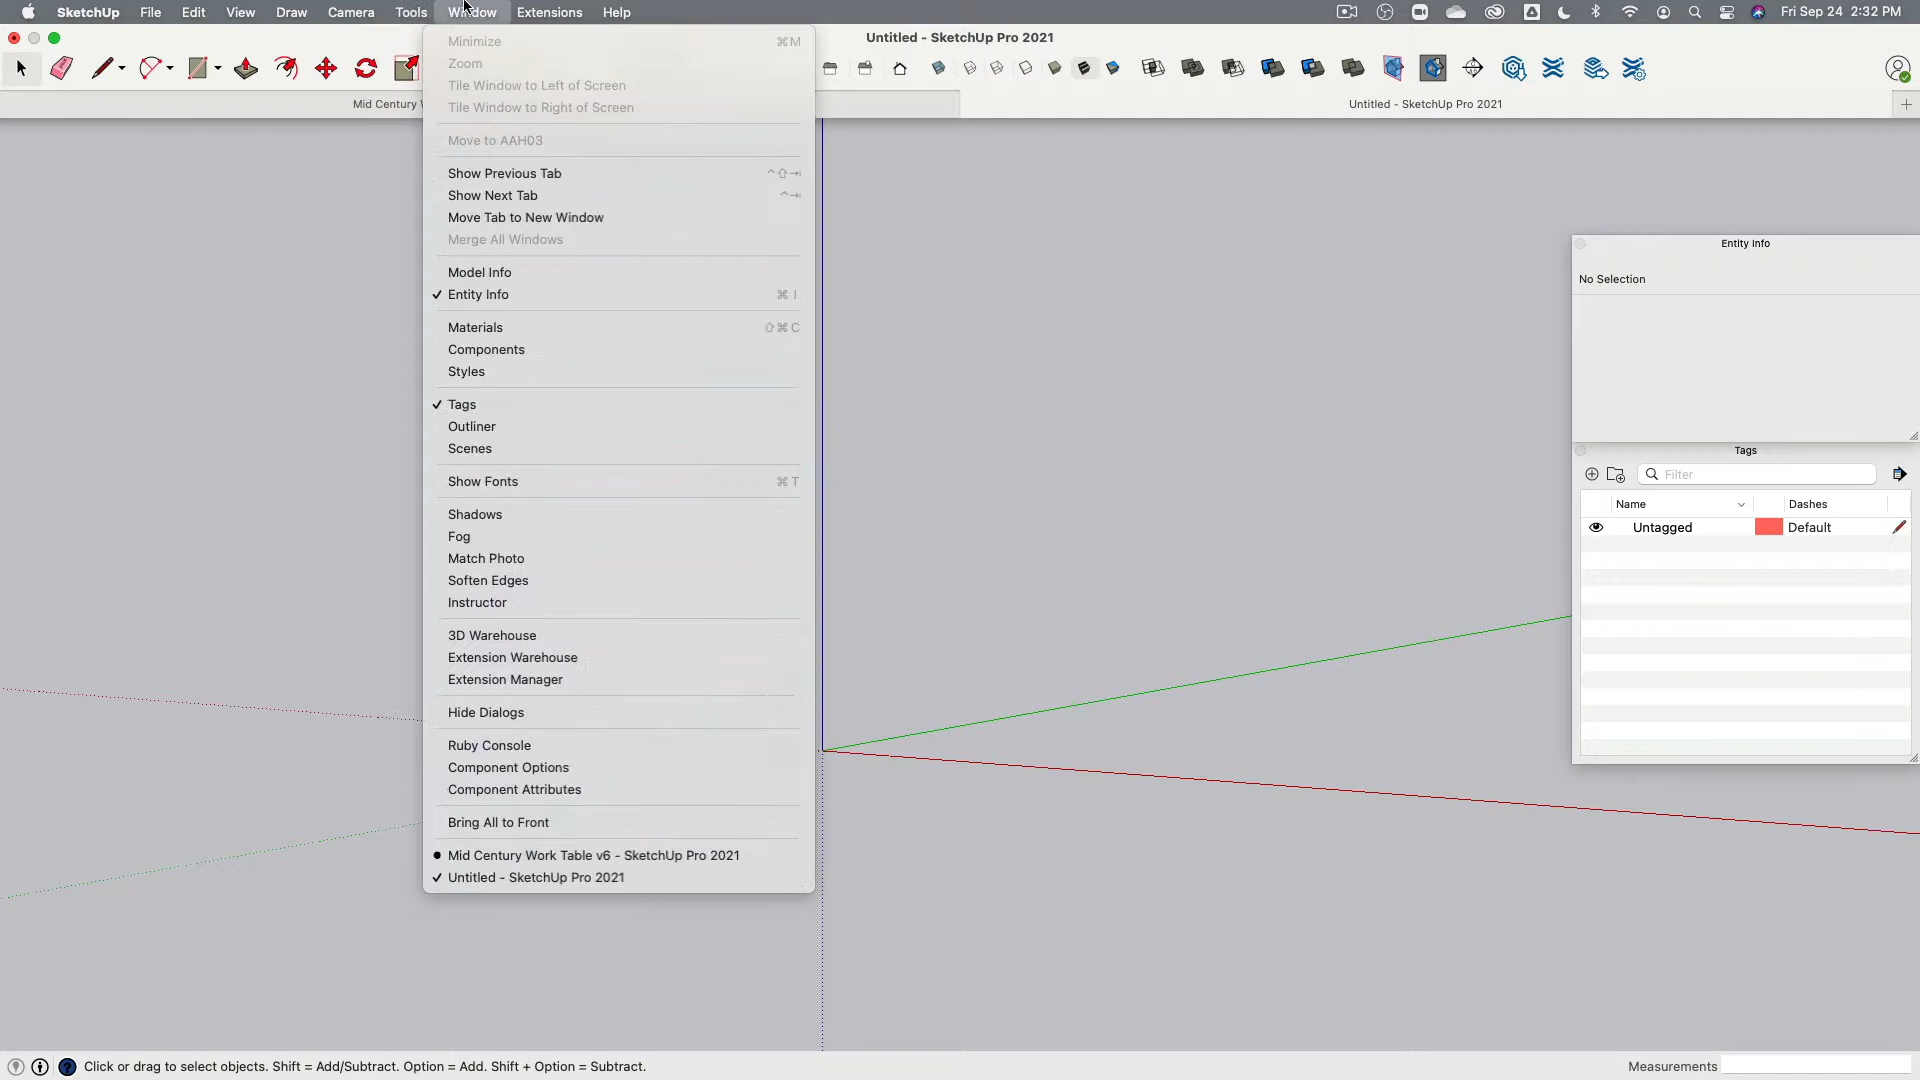 SketchUp File Edit View Draw Camera Tools Window Extensions Help Fri Sep 24 2:32 PM
Untitled - SketchUp Pro 2021
Mid Century W
Untitled - SketchUp Pro 2021
Minimize ⌘M
Zoom
Tile Window to Left of Screen
Tile Window to Right of Screen
Move to AAH03
Show Previous Tab ⌃⇧⇥
Show Next Tab ⌃⇥
Move Tab to New Window
Merge All Windows
Model Info
✓ Entity Info ⌘ I
Materials ⇧⌘C
Components
Styles
✓ Tags
Outliner
Scenes
Show Fonts ⌘T
Shadows
Fog
Match Photo
Soften Edges
Instructor
3D Warehouse
Extension Warehouse
Extension Manager
Hide Dialogs
Ruby Console
Component Options
Component Attributes
Bring All to Front
● Mid Century Work Table v6 - SketchUp Pro 2021
✓ Untitled - SketchUp Pro 2021
Entity Info
No Selection
Tags
Filter
Name Dashes
Untagged Default
Click or drag to select objects. Shift = Add/Subtract. Option = Add. Shift + Option = Subtract.
Measurements